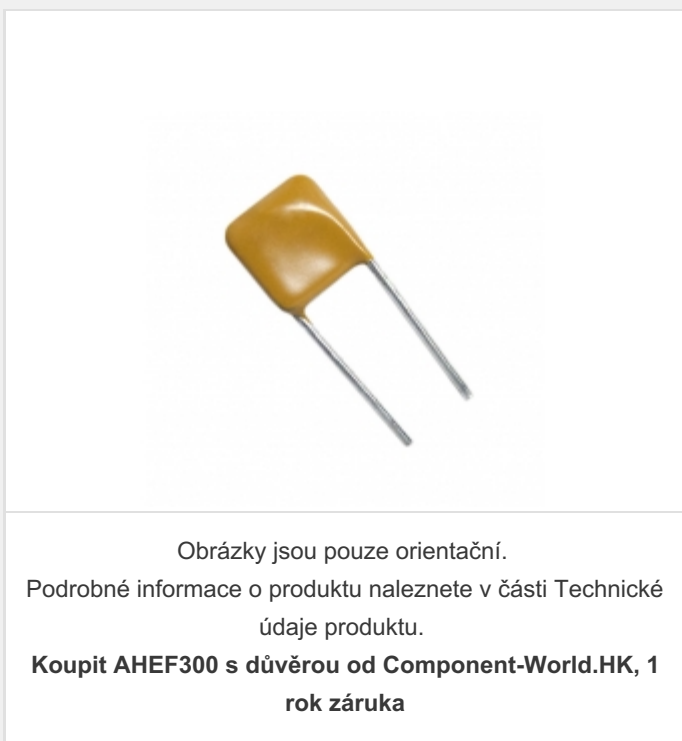 Obrázky jsou pouze orientační.
Podrobné informace o produktu naleznete v části Technické
údaje produktu.
Koupit AHEF300 s důvěrou od Component-World.HK, 1
rok záruka